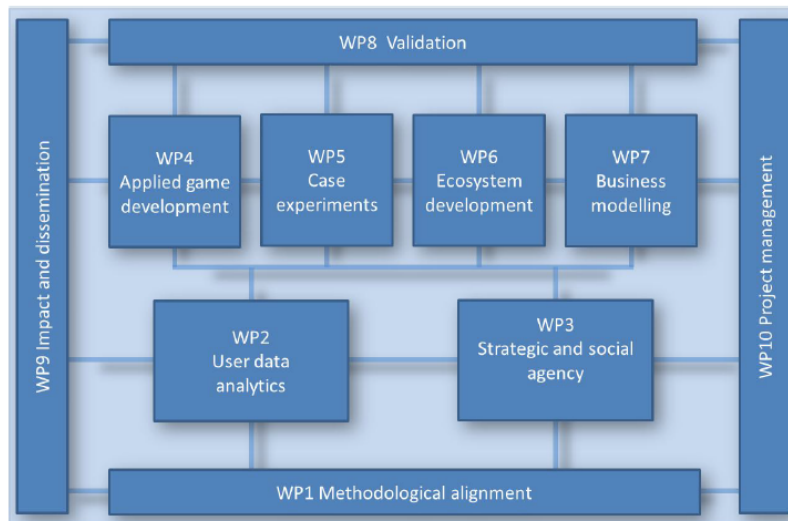 WP8 Validation
WP9 Impact and dissemination
WP4
Applied game
development
WP5
Case
experiments
WP6
Ecosystem
development
WP7
Business
modelling
WP10 Project management
WP2
User data
analytics
WP3
Strategic and social
agency
WP1 Methodological alignment